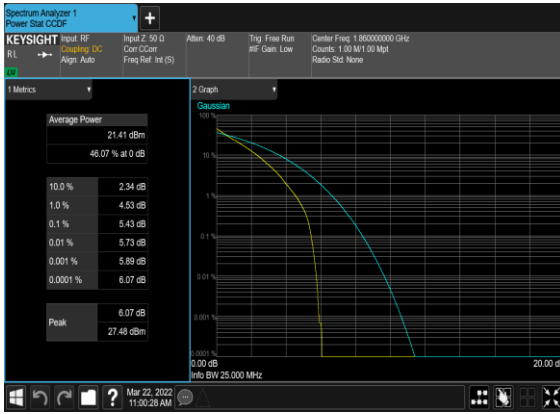 Spectrum Analyzer 1
Power Stat CCDF
+
KEYSIGHT
RL
LV
Input: RF
Coupling: DC
Align: Auto
Input Z: 50 Ω
Corr CCorr
Freq Ref: Int (S)
Atten: 40 dB
Trig: Free Run
#IF Gain: Low
Center Freq: 1.860000000 GHz
Counts: 1.00 M/1.00 Mpt
Radio Std: None
1 Metrics
Average Power
21.41 dBm
46.07 % at 0 dB
10.0 % 2.34 dB
1.0 % 4.53 dB
0.1 % 5.43 dB
0.01 % 5.73 dB
0.001 % 5.89 dB
0.0001 % 6.07 dB
Peak
6.07 dB
27.48 dBm
2 Graph
Gaussian
100 %
10 %
1 %
0.1 %
0.01 %
0.001 %
0.0001 %
0.00 dB
20.00 d
Info BW 25.000 MHz
?
Mar 22, 2022
11:00:28 AM